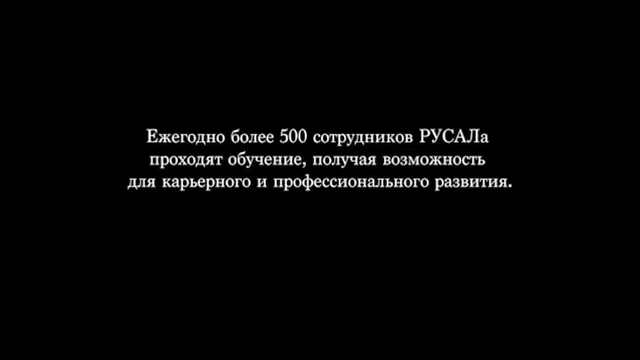 Ежегодно более 500 сотрудников РУСАЛа
проходят обучение, получая возможность
для карьерного и профессионального развития.